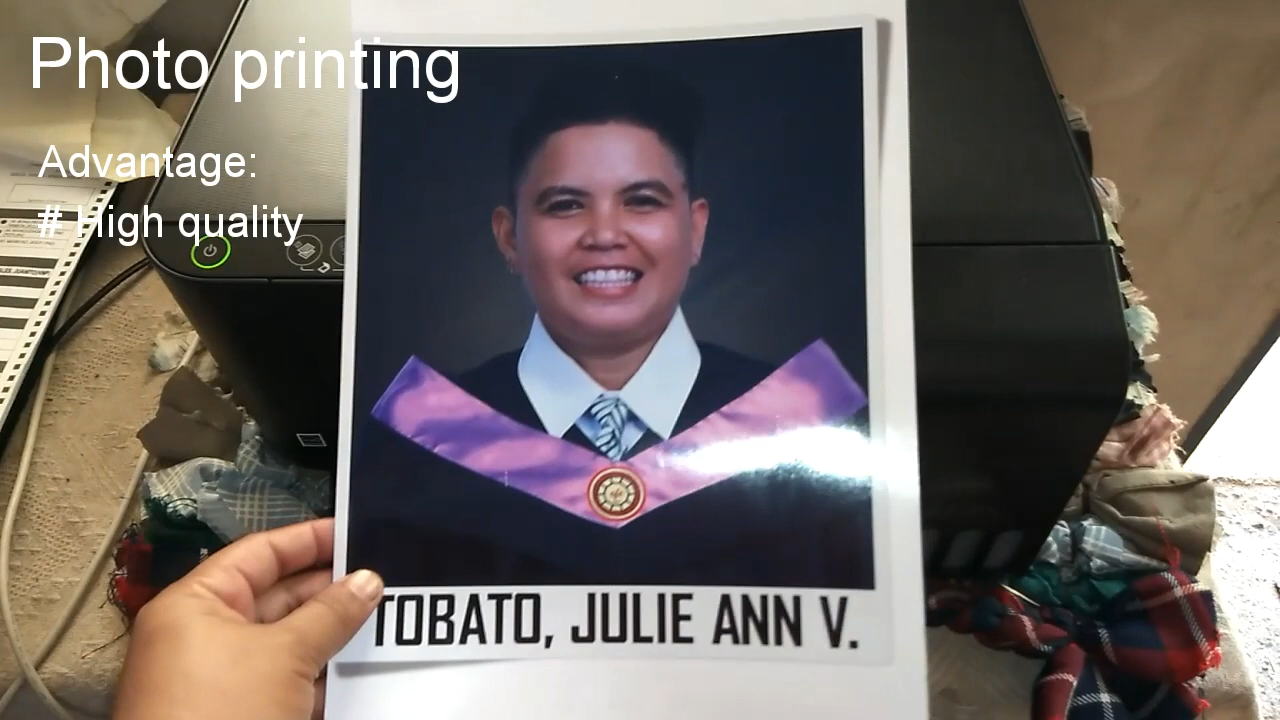 Photo printing
Advantage:
# High quality
TOBATO, JULIE ANN V.